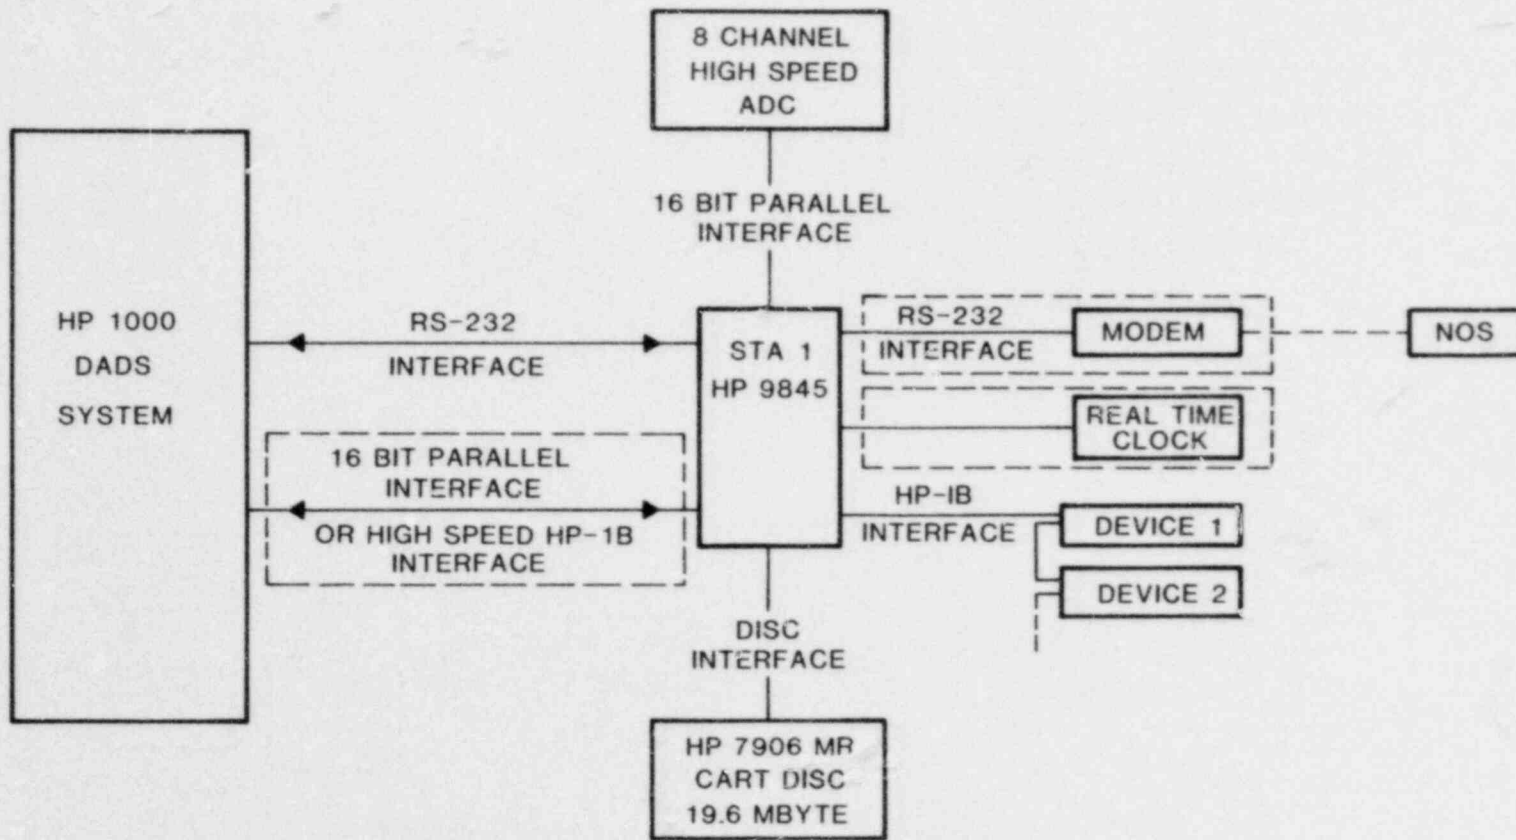 8 CHANNEL
HIGH SPEED
ADC
16 BIT PARALLEL
INTERFACE
HP 1000
DADS
SYSTEM
RS-232
INTERFACE
16 BIT PARALLEL
INTERFACE
OR HIGH SPEED HP-1B
INTERFACE
STA 1
HP 9845
RS-232
INTERFACE
MODEM
NOS
REAL TIME
CLOCK
HP-IB
INTERFACE
DEVICE 1
DEVICE 2
DISC
INTERFACE
HP 7906 MR
CART DISC
19.6 MBYTE